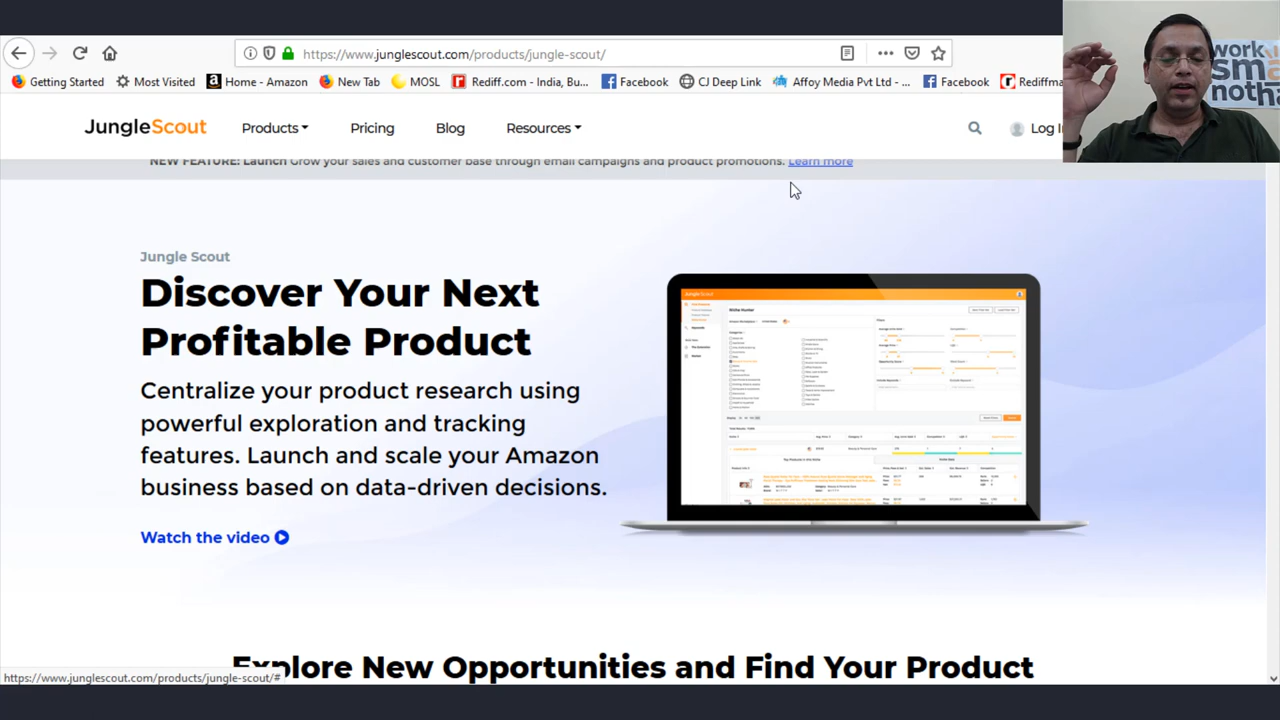 https://www.junglescout.com/products/jungle-scout/
Getting Started Most Visited Home - Amazon New Tab MOSL Rediff.com - India, Bu... Facebook CJ Deep Link Affoy Media Pvt Ltd - ... Facebook Rediffma
work
sma
notha
JungleScout Products Pricing Blog Resources Log I
NEW FEATURE: Launch Grow your sales and customer base through email campaigns and product promotions. Learn more
Jungle Scout
Discover Your Next
Profitable Product
Centralize your product research using
powerful exploration and tracking
features. Launch and scale your Amazon
business based on data-driven decisions.
Watch the video
Explore New Opportunities and Find Your Product
https://www.junglescout.com/products/jungle-scout/#